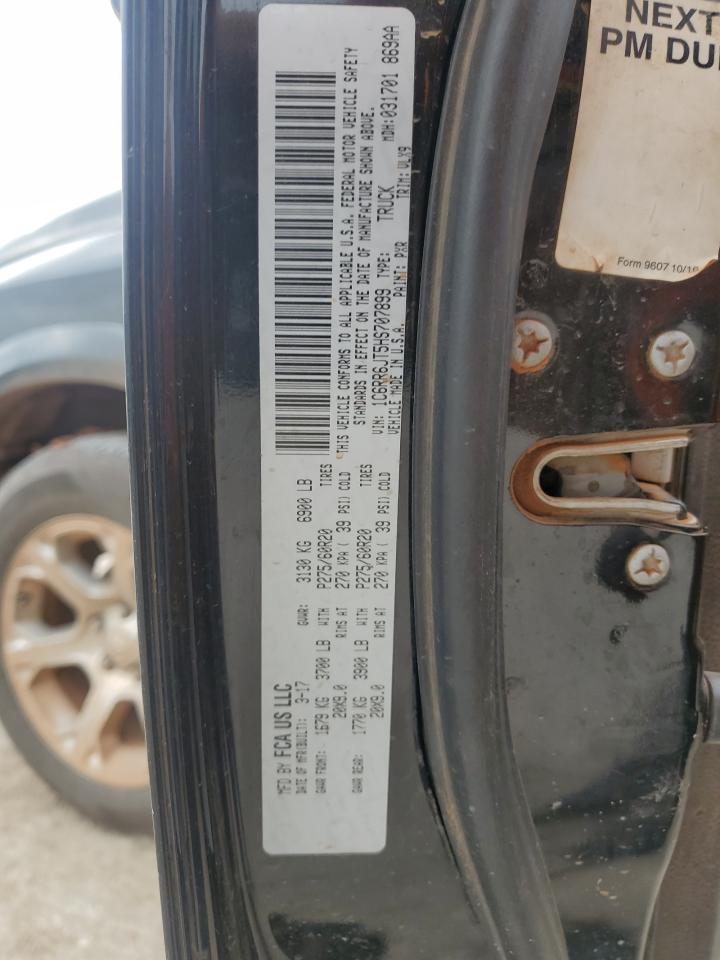 MFD BY FCA US LLC
DATE OF MFR(BUILT): 3-17 GVWR: 3130 KG 6900 LB
GAWR FRONT: 1679 KG 3700 LB WITH P275/60R20 TIRES
20X9.0 RIMS AT 270 KPA ( 39 PSI) COLD
GAWR REAR: 1770 KG 3900 LB WITH P275/60R20 TIRES
20X9.0 RIMS AT 270 KPA ( 39 PSI) COLD
THIS VEHICLE CONFORMS TO ALL APPLICABLE U.S.A. FEDERAL MOTOR VEHICLE SAFETY
STANDARDS IN EFFECT ON THE DATE OF MANUFACTURE SHOWN ABOVE.
VIN: 1C6RR6JT5HS707899 TYPE: TRUCK MDH:031701 869AA
VEHICLE MADE IN U.S.A. PAINT: PXR TRIM: VLX9
NEXT
PM DU
Form 9607 10/1